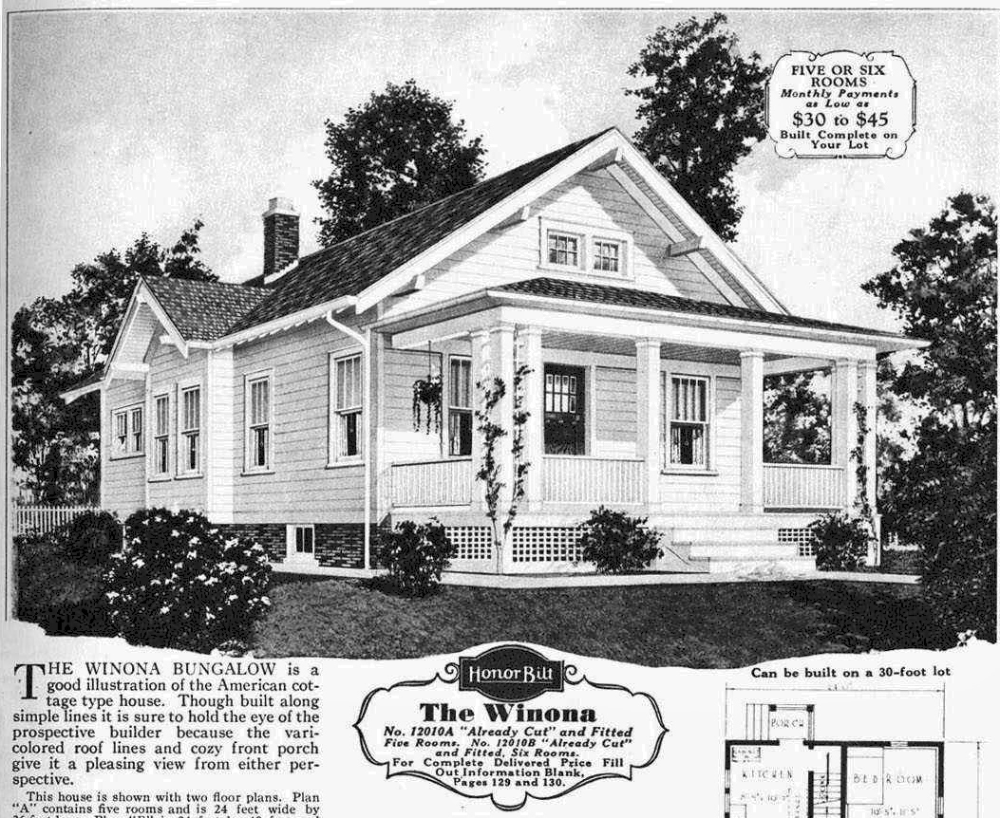 FIVE OR SIX
ROOMS
Monthly Payments
as Low as
$30 to $45
Built Complete on
Your Lot
THE WINONA BUNGALOW is a
good illustration of the American cot-
tage type house. Though built along
simple lines it is sure to hold the eye of the
prospective builder because the vari-
colored roof lines and cozy front porch
give it a pleasing view from either per-
spective.
This house is shown with two floor plans. Plan
"A" contains five rooms and is 24 feet wide by
Honor Bilt
The Winona
No. 12010A "Already Cut" and Fitted
Five Rooms. No. 12010B "Already Cut"
and Fitted, Six Rooms.
For Complete Delivered Price Fill
Out Information Blank,
Pages 129 and 130.
Can be built on a 30-foot lot
PORCH
KITCHEN
BED ROOM